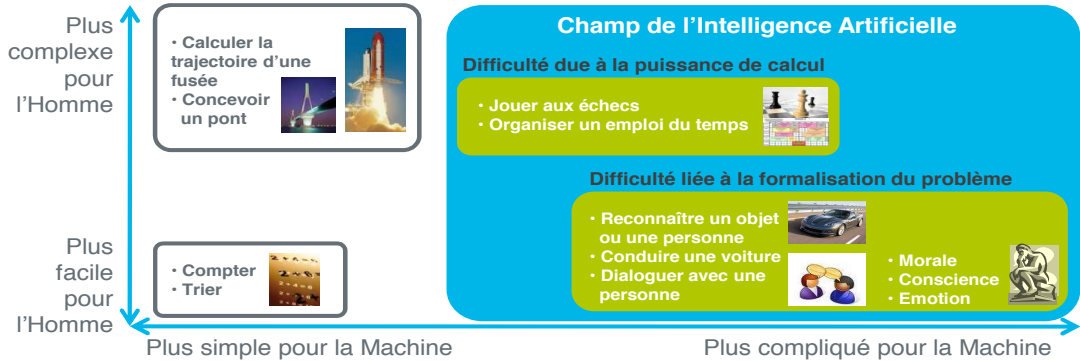 Plus
complexe
pour
l'Homme
• Calculer la
trajectoire d'une
fusée
• Concevoir
un pont
Champ de l'Intelligence Artificielle
Difficulté due à la puissance de calcul
• Jouer aux échecs
• Organiser un emploi du temps
Difficulté liée à la formalisation du problème
• Reconnaître un objet
ou une personne
• Conduire une voiture
• Dialoguer avec une
personne
• Morale
• Conscience
• Emotion
Plus
facile
pour
l'Homme
• Compter
• Trier
Plus simple pour la Machine
Plus compliqué pour la Machine